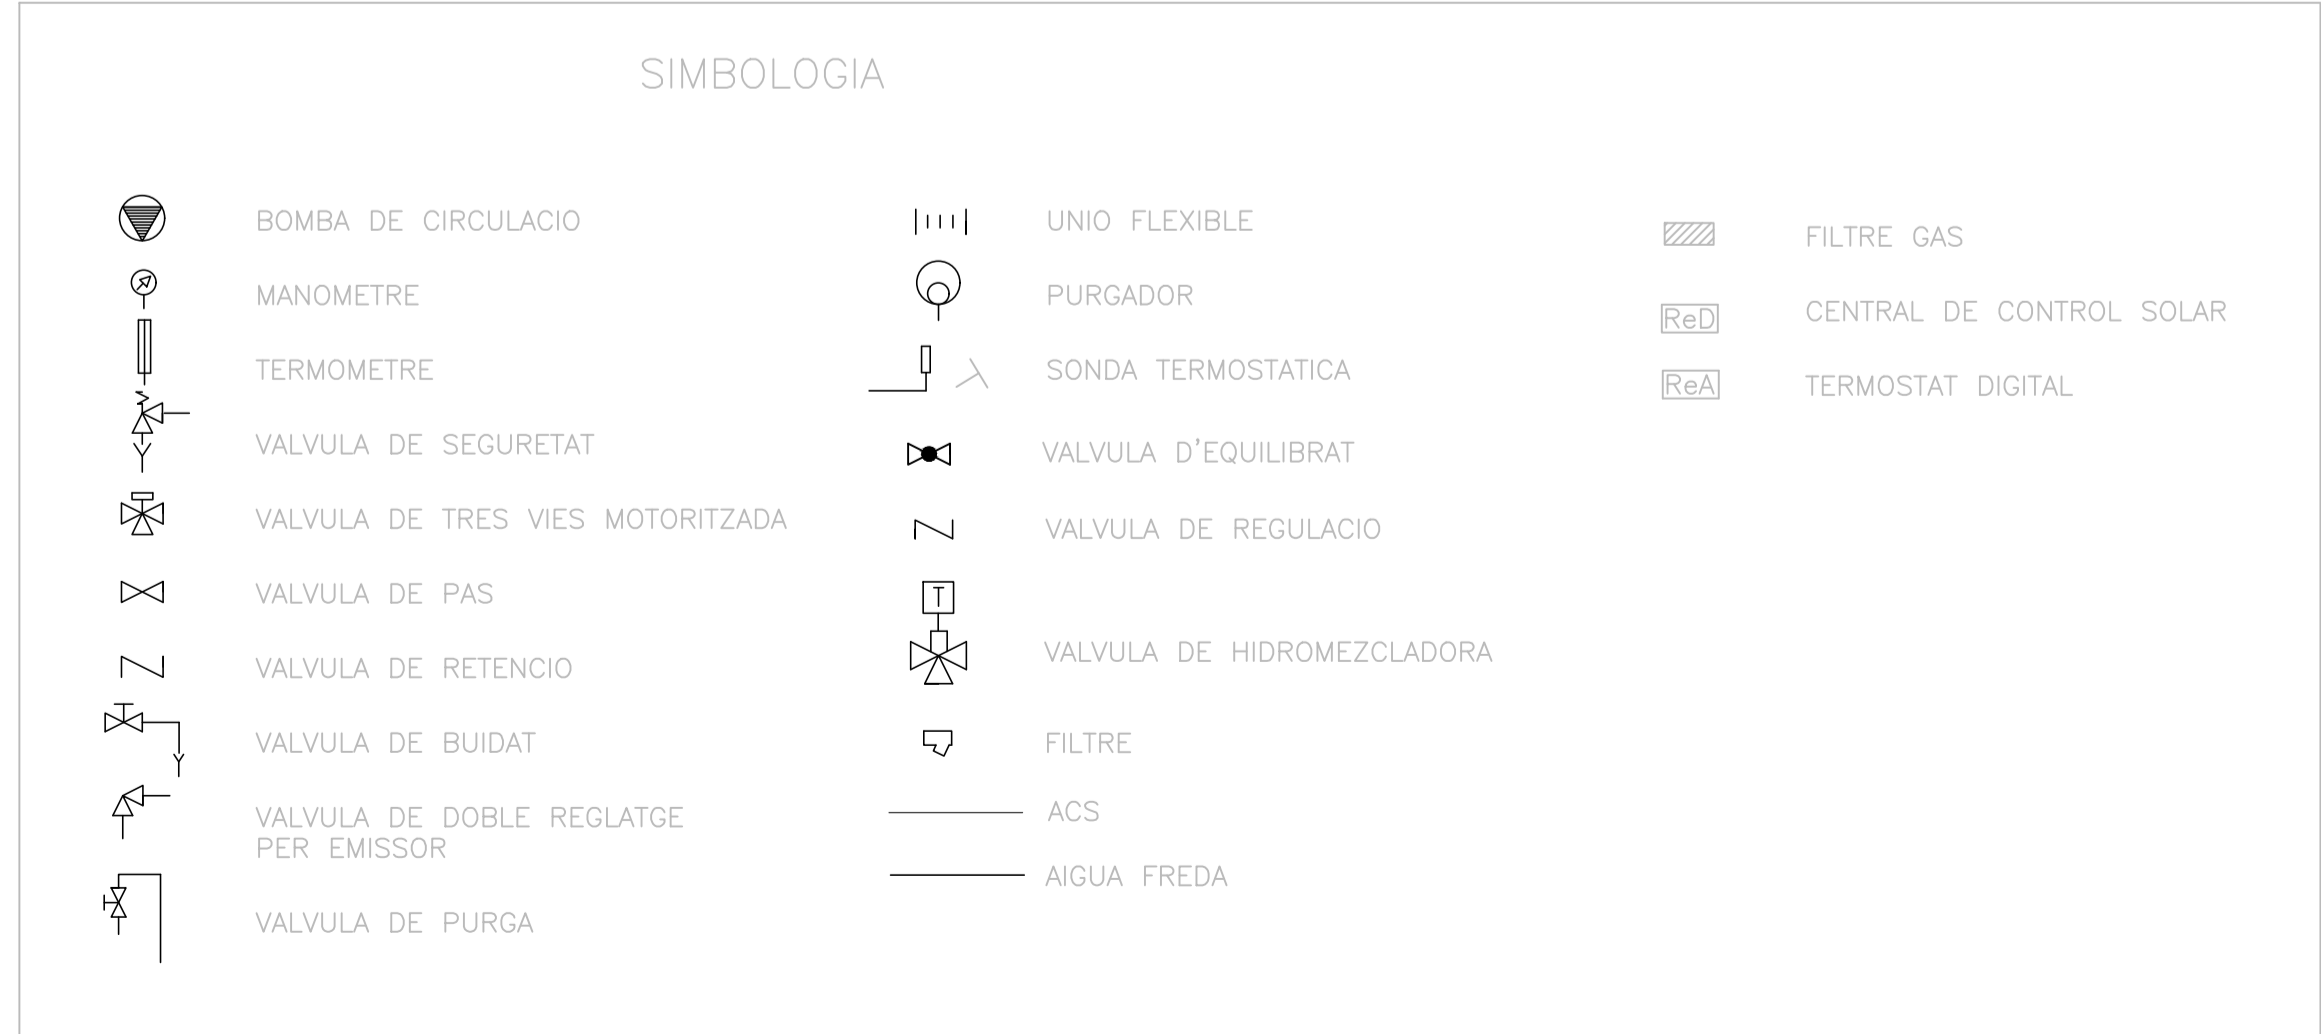 SIMBOLOGIA
BOMBA DE CIRCULACIO
MANOMETRE
TERMOMETRE
VALVULA DE SEGURETAT
VALVULA DE TRES VIES MOTORITZADA
VALVULA DE PAS
VALVULA DE RETENCIO
VALVULA DE BUIDAT
VALVULA DE DOBLE REGLATGE
PER EMISSOR
VALVULA DE PURGA
UNIO FLEXIBLE
PURGADOR
SONDA TERMOSTATICA
VALVULA D'EQUILIBRAT
VALVULA DE REGULACIO
T
VALVULA DE HIDROMEZCLADORA
FILTRE
ACS
AIGUA FREDA
FILTRE GAS
ReD CENTRAL DE CONTROL SOLAR
ReA TERMOSTAT DIGITAL